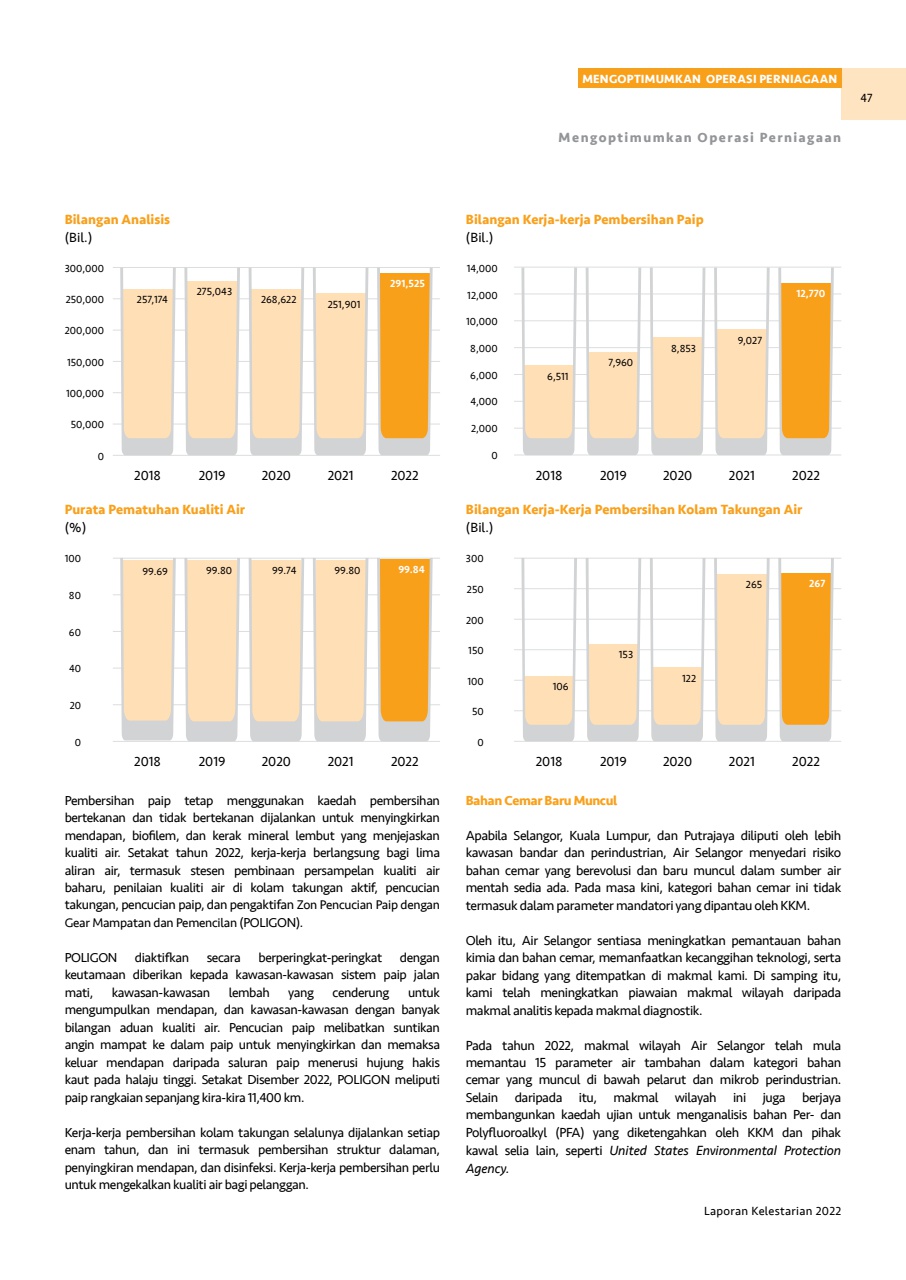 MENGOPTIMUMKAN OPERASI PERNIAGAAN
47
Mengoptimumkan Operasi Perniagaan
Bilangan Analisis
(Bil.)
300,000
250,000
200,000
150,000
100,000
50,000
0
257,174
275,043
268,622
251,901
291,525
2018
2019
2020
2021
2022
Bilangan Kerja-kerja Pembersihan Paip
(Bil.)
14,000
12,000
10,000
8,000
6,000
4,000
2,000
0
6,511
7,960
8,853
9,027
12,770
2018
2019
2020
2021
2022
Purata Pematuhan Kualiti Air
(%)
100
80
60
40
20
0
99.69
99.80
99.74
99.80
99.84
2018
2019
2020
2021
2022
Bilangan Kerja-Kerja Pembersihan Kolam Takungan Air
(Bil.)
300
250
200
150
100
50
0
106
153
122
265
267
2018
2019
2020
2021
2022
Pembersihan paip tetap menggunakan kaedah pembersihan
bertekanan dan tidak bertekanan dijalankan untuk menyingkirkan
mendapan, biofilem, dan kerak mineral lembut yang menjejaskan
kualiti air. Setakat tahun 2022, kerja-kerja berlangsung bagi lima
aliran air, termasuk stesen pembinaan persampelan kualiti air
baharu, penilaian kualiti air di kolam takungan aktif, pencucian
takungan, pencucian paip, dan pengaktifan Zon Pencucian Paip dengan
Gear Mampatan dan Pemencilan (POLIGON).
POLIGON diaktifkan secara berperingkat-peringkat dengan
keutamaan diberikan kepada kawasan-kawasan sistem paip jalan
mati, kawasan-kawasan lembah yang cenderung untuk
mengumpulkan mendapan, dan kawasan-kawasan dengan banyak
bilangan aduan kualiti air. Pencucian paip melibatkan suntikan
angin mampat ke dalam paip untuk menyingkirkan dan memaksa
keluar mendapan daripada saluran paip menerusi hujung hakis
kaut pada halaju tinggi. Setakat Disember 2022, POLIGON meliputi
paip rangkaian sepanjang kira-kira 11,400 km.
Kerja-kerja pembersihan kolam takungan selalunya dijalankan setiap
enam tahun, dan ini termasuk pembersihan struktur dalaman,
penyingkiran mendapan, dan disinfeksi. Kerja-kerja pembersihan perlu
untuk mengekalkan kualiti air bagi pelanggan.
Bahan Cemar Baru Muncul
Apabila Selangor, Kuala Lumpur, dan Putrajaya diliputi oleh lebih
kawasan bandar dan perindustrian, Air Selangor menyedari risiko
bahan cemar yang berevolusi dan baru muncul dalam sumber air
mentah sedia ada. Pada masa kini, kategori bahan cemar ini tidak
termasuk dalam parameter mandatori yang dipantau oleh KKM.
Oleh itu, Air Selangor sentiasa meningkatkan pemantauan bahan
kimia dan bahan cemar, memanfaatkan kecanggihan teknologi, serta
pakar bidang yang ditempatkan di makmal kami. Di samping itu,
kami telah meningkatkan piawaian makmal wilayah daripada
makmal analitis kepada makmal diagnostik.
Pada tahun 2022, makmal wilayah Air Selangor telah mula
memantau 15 parameter air tambahan dalam kategori bahan
cemar yang muncul di bawah pelarut dan mikrob perindustrian.
Selain daripada itu, makmal wilayah ini juga berjaya
membangunkan kaedah ujian untuk menganalisis bahan Per- dan
Polyfluoroalkyl (PFA) yang diketengahkan oleh KKM dan pihak
kawal selia lain, seperti United States Environmental Protection
Agency.
Laporan Kelestarian 2022